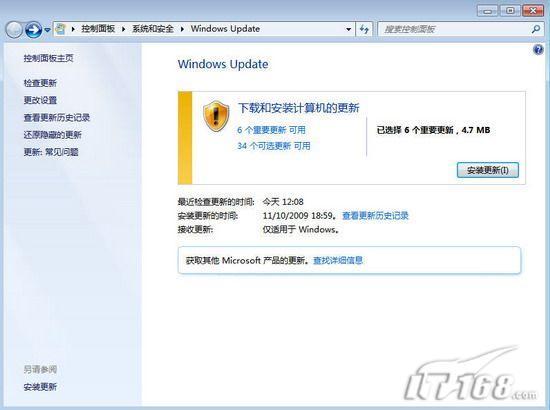 控制面板 ▸ 系统和安全 ▸ Windows Update
搜索控制面板
控制面板主页
检查更新
更改设置
查看更新历史记录
还原隐藏的更新
更新: 常见问题
另请参阅
安装更新
Windows Update
下载和安装计算机的更新
6 个重要更新 可用
34 个可选更新 可用
已选择 6 个重要更新，4.7 MB
安装更新(I)
最近检查更新的时间: 今天 12:08
安装更新的时间: 11/10/2009 18:59。查看更新历史记录
接收更新: 仅适用于 Windows。
获取其他 Microsoft 产品的更新。查找详细信息
IT168.com